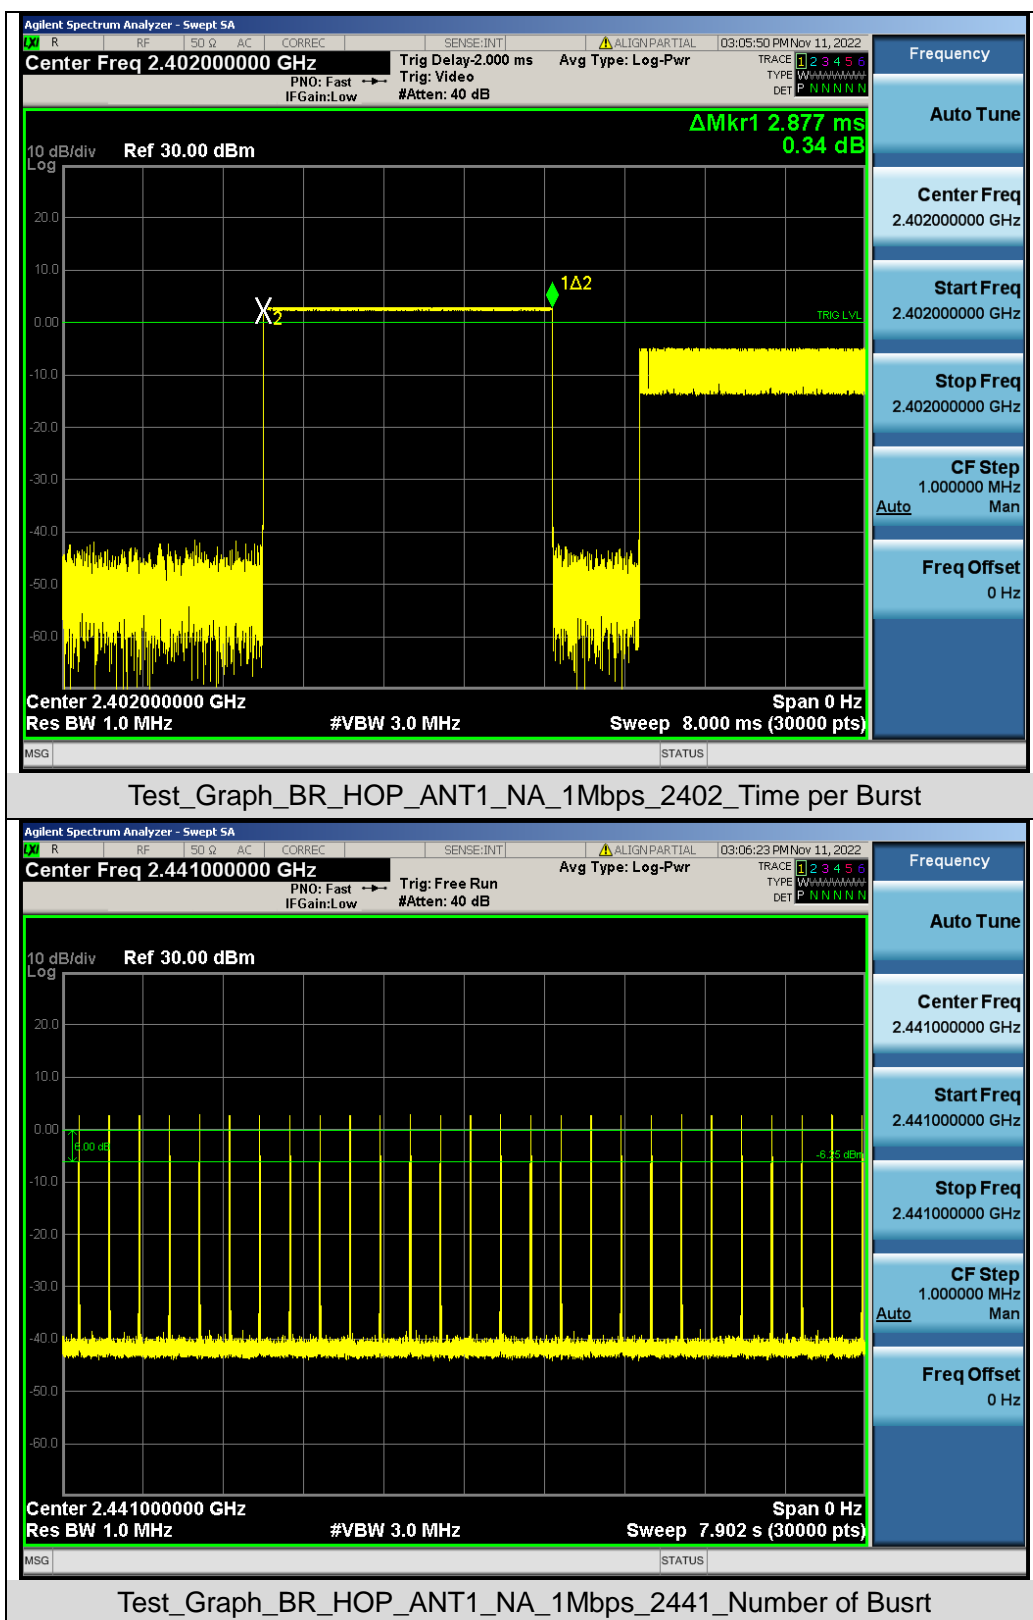 Agilent Spectrum Analyzer - Swept SA
LXI R RF 50 Ω AC CORREC SENSE:INT ALIGN PARTIAL 03:05:50 PM Nov 11, 2022
Center Freq 2.402000000 GHz
PNO: Fast
IFGain:Low
Trig Delay-2.000 ms
Trig: Video
#Atten: 40 dB
Avg Type: Log-Pwr
TRACE 1 2 3 4 5 6
TYPE
DET P N N N N N
ΔMkr1 2.877 ms
0.34 dB
10 dB/div
Log
Ref 30.00 dBm
20.0
10.0
0.00
-10.0
-20.0
-30.0
-40.0
-50.0
-60.0
1Δ2
2
TRIG LVL
Center 2.402000000 GHz
Span 0 Hz
Res BW 1.0 MHz
#VBW 3.0 MHz
Sweep 8.000 ms (30000 pts)
MSG
STATUS
Frequency
Auto Tune
Center Freq
2.402000000 GHz
Start Freq
2.402000000 GHz
Stop Freq
2.402000000 GHz
CF Step
1.000000 MHz
Auto Man
Freq Offset
0 Hz
Test_Graph_BR_HOP_ANT1_NA_1Mbps_2402_Time per Burst
Agilent Spectrum Analyzer - Swept SA
LXI R RF 50 Ω AC CORREC SENSE:INT ALIGN PARTIAL 03:06:23 PM Nov 11, 2022
Center Freq 2.441000000 GHz
PNO: Fast
IFGain:Low
Trig: Free Run
#Atten: 40 dB
Avg Type: Log-Pwr
TRACE 1 2 3 4 5 6
TYPE
DET P N N N N N
10 dB/div
Log
Ref 30.00 dBm
20.0
10.0
0.00
-10.0
-20.0
-30.0
-40.0
-50.0
-60.0
6.00 dB
-6.25 dBm
Center 2.441000000 GHz
Span 0 Hz
Res BW 1.0 MHz
#VBW 3.0 MHz
Sweep 7.902 s (30000 pts)
MSG
STATUS
Frequency
Auto Tune
Center Freq
2.441000000 GHz
Start Freq
2.441000000 GHz
Stop Freq
2.441000000 GHz
CF Step
1.000000 MHz
Auto Man
Freq Offset
0 Hz
Test_Graph_BR_HOP_ANT1_NA_1Mbps_2441_Number of Busrt